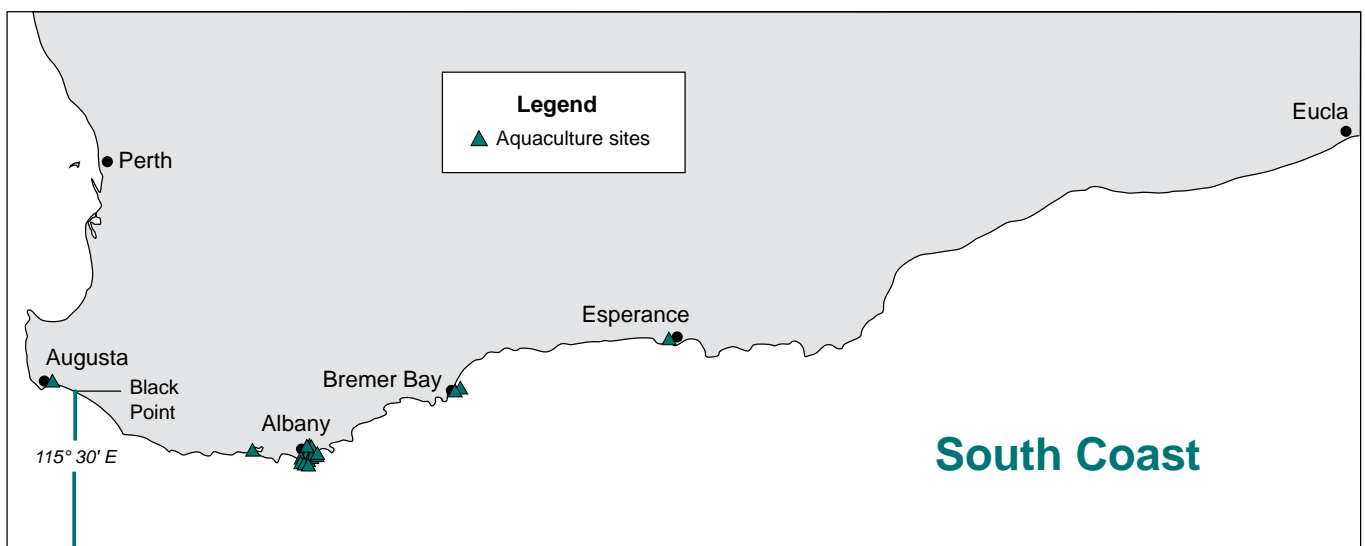 Legend
Aquaculture sites
Eucla
Perth
Esperance
Augusta
Bremer Bay
Black
Point
Albany
115° 30' E
South Coast